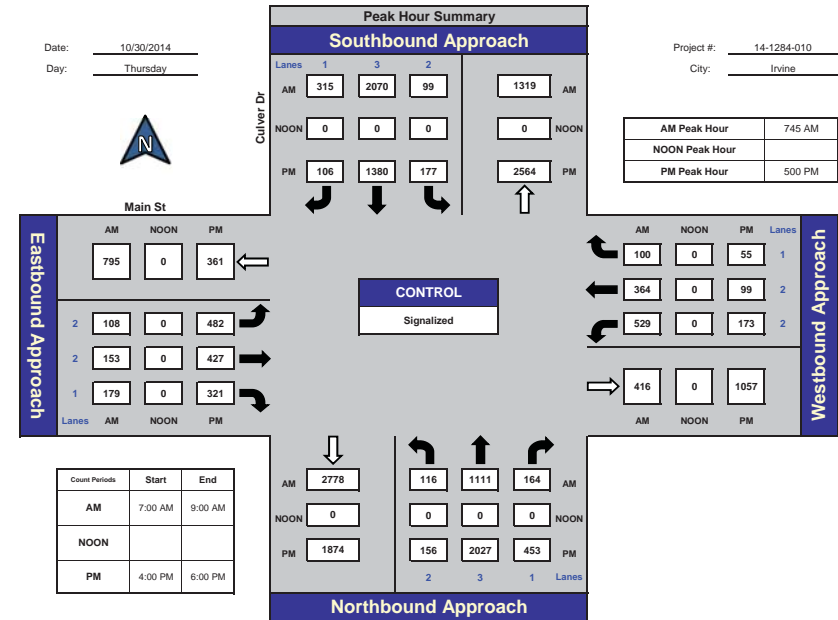 Peak Hour Summary
Southbound Approach
Date: 10/30/2014
Day: Thursday
Project #: 14-1284-010
City: Irvine
N
Culver Dr
Lanes 1 3 2
AM 315 2070 99 1319 AM
NOON 0 0 0 0 NOON
PM 106 1380 177 2564 PM
AM Peak Hour 745 AM
NOON Peak Hour
PM Peak Hour 500 PM
Main St
Eastbound Approach
AM NOON PM
795 0 361
2 108 0 482
2 153 0 427
1 179 0 321
Lanes AM NOON PM
CONTROL
Signalized
AM NOON PM Lanes
100 0 55 1
364 0 99 2
529 0 173 2
416 0 1057
AM NOON PM
Westbound Approach
Count Periods Start End
AM 7:00 AM 9:00 AM
NOON
PM 4:00 PM 6:00 PM
AM 2778 116 1111 164 AM
NOON 0 0 0 0 NOON
PM 1874 156 2027 453 PM
2 3 1 Lanes
Northbound Approach